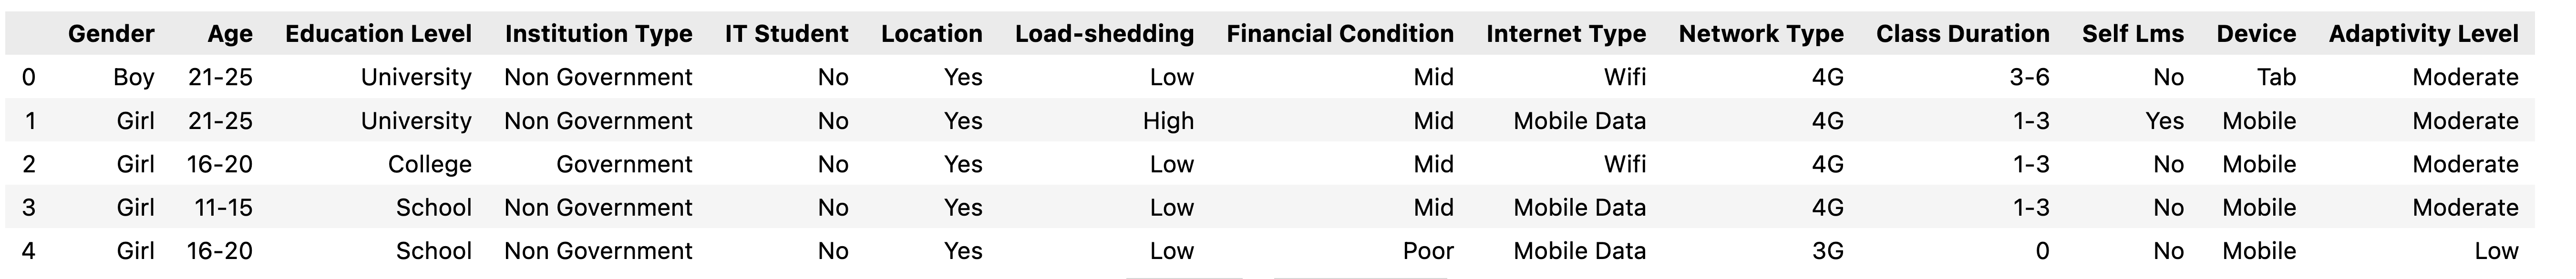 Gender Age Education Level Institution Type IT Student Location Load-shedding Financial Condition Internet Type Network Type Class Duration Self Lms Device Adaptivity Level
0 Boy 21-25 University Non Government No Yes Low Mid Wifi 4G 3-6 No Tab Moderate
1 Girl 21-25 University Non Government No Yes High Mid Mobile Data 4G 1-3 Yes Mobile Moderate
2 Girl 16-20 College Government No Yes Low Mid Wifi 4G 1-3 No Mobile Moderate
3 Girl 11-15 School Non Government No Yes Low Mid Mobile Data 4G 1-3 No Mobile Moderate
4 Girl 16-20 School Non Government No Yes Low Poor Mobile Data 3G 0 No Mobile Low